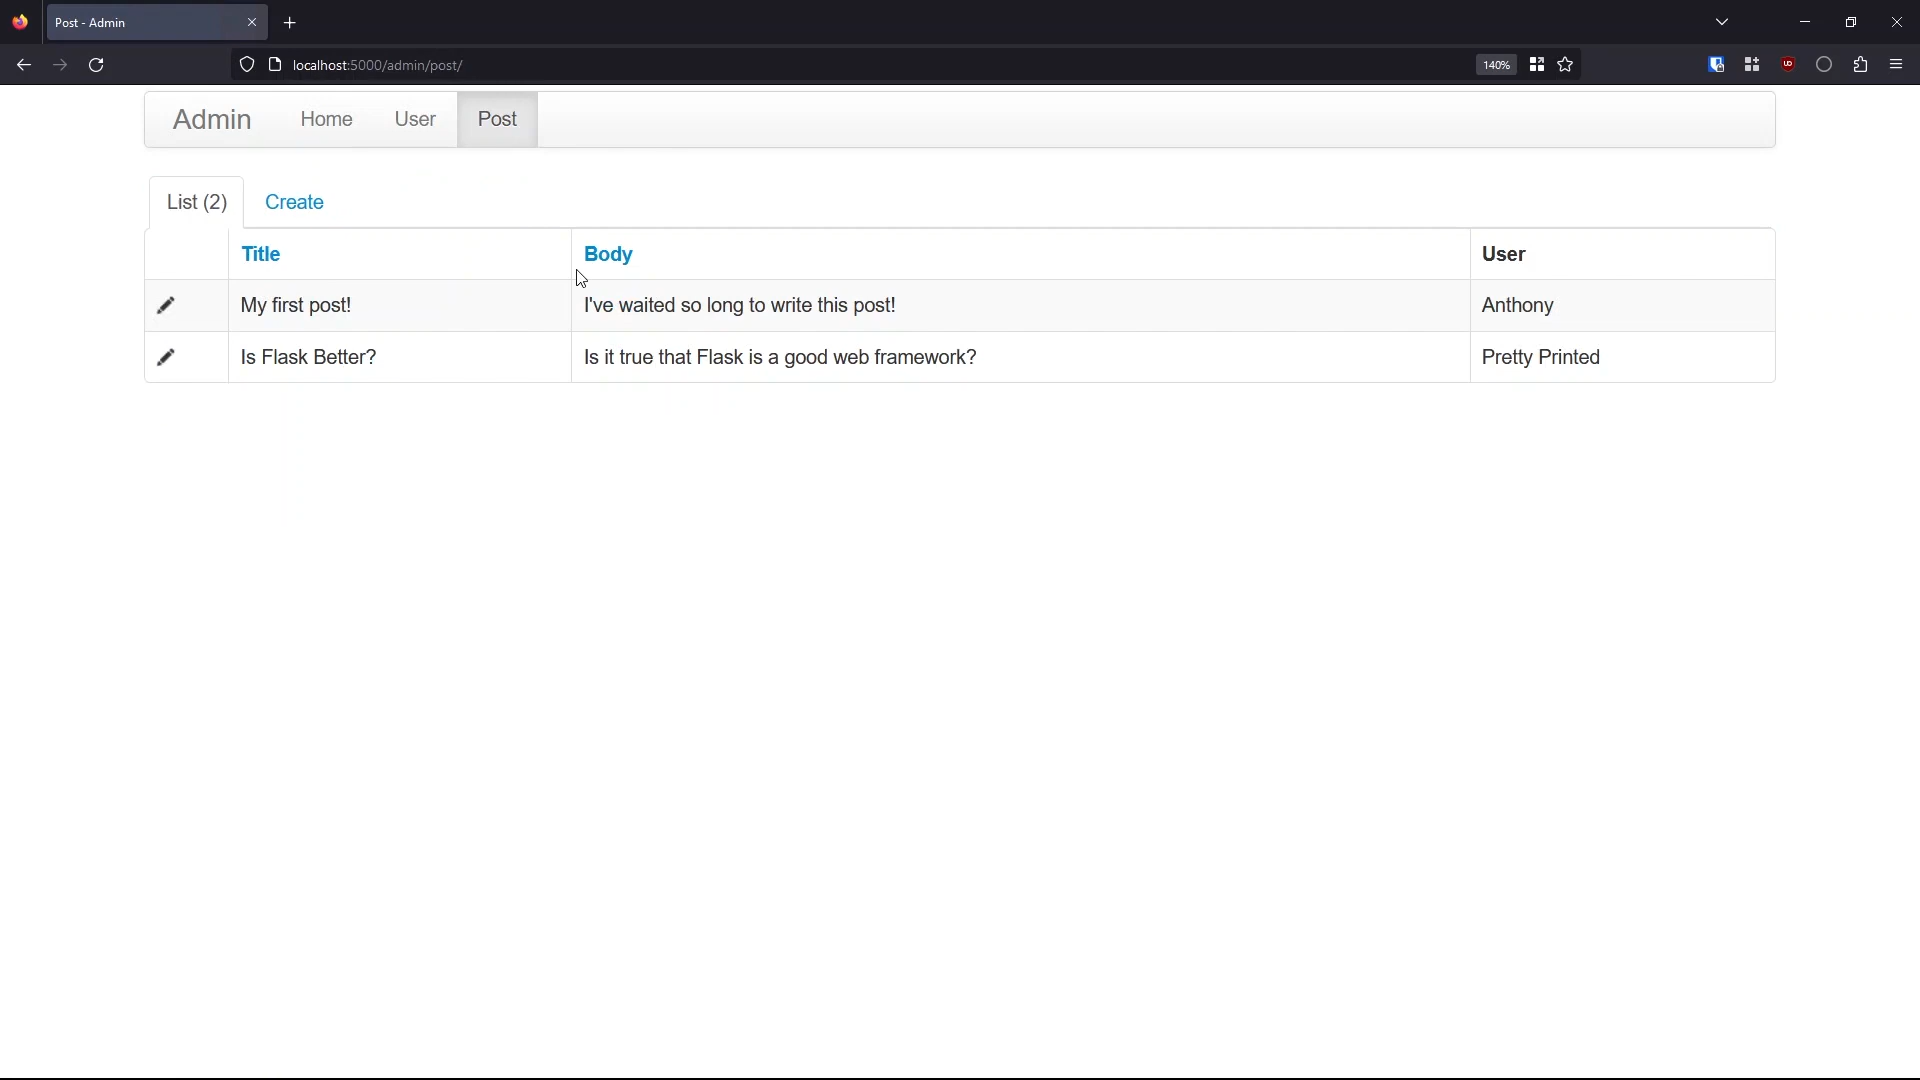 Post - Admin
localhost:5000/admin/post/
140%
Admin Home User Post
List (2) Create
Title Body User
My first post! I've waited so long to write this post! Anthony
Is Flask Better? Is it true that Flask is a good web framework? Pretty Printed